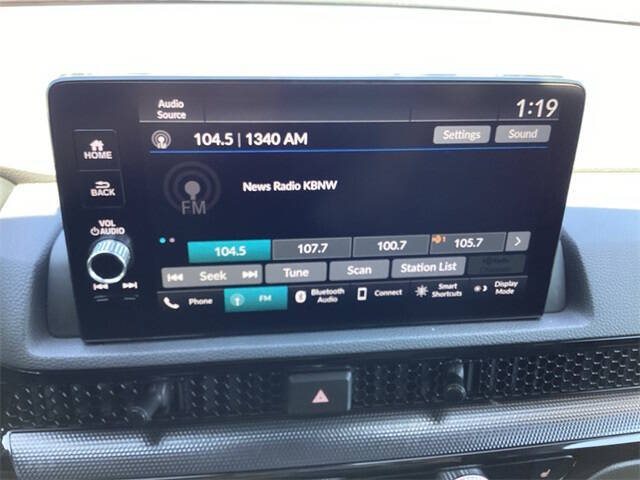 Audio
Source
1:19
104.5 | 1340 AM
Settings
Sound
HOME
BACK
VOL
AUDIO
FM
News Radio KBNW
104.5
107.7
100.7
1
105.7
Seek
Tune
Scan
Station List
Phone
FM
Bluetooth
Audio
Connect
Smart
Shortcuts
Display
Mode